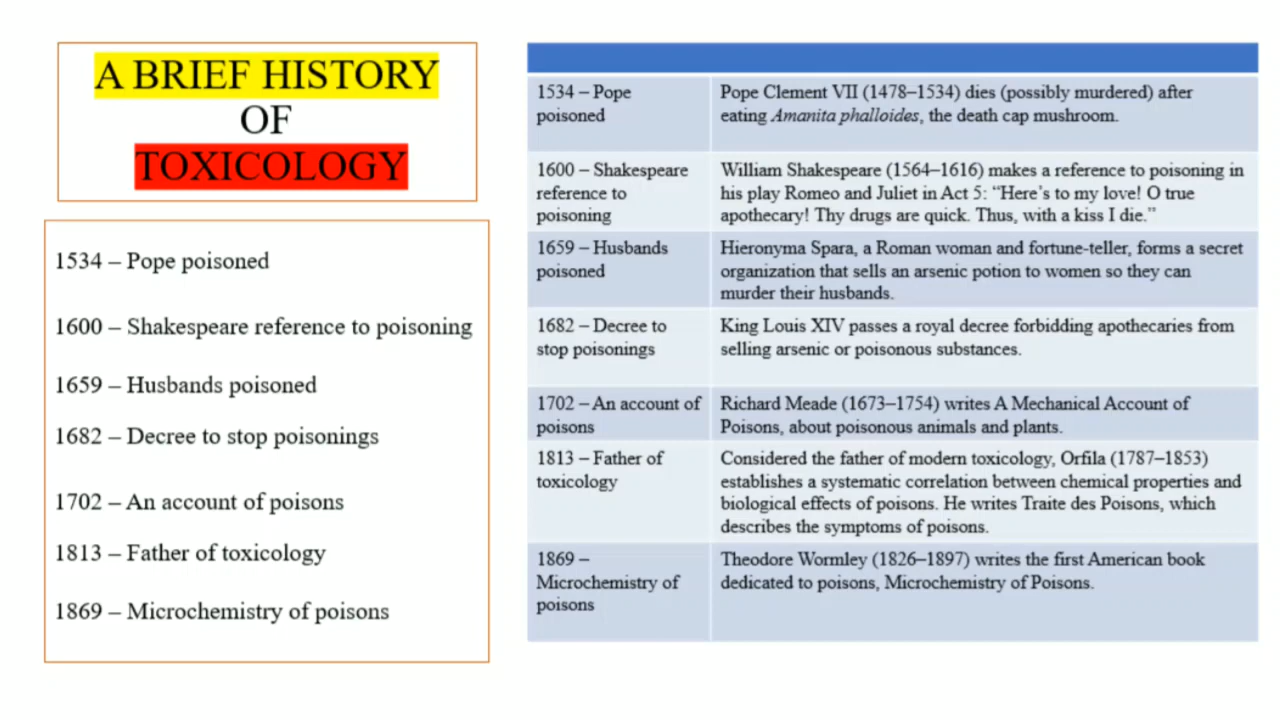 A BRIEF HISTORY
OF
TOXICOLOGY
1534 – Pope poisoned
1600 – Shakespeare reference to poisoning
1659 – Husbands poisoned
1682 – Decree to stop poisonings
1702 – An account of poisons
1813 – Father of toxicology
1869 – Microchemistry of poisons
1534 – Pope
poisoned
Pope Clement VII (1478–1534) dies (possibly murdered) after
eating Amanita phalloides, the death cap mushroom.
1600 – Shakespeare
reference to
poisoning
William Shakespeare (1564–1616) makes a reference to poisoning in
his play Romeo and Juliet in Act 5: “Here’s to my love! O true
apothecary! Thy drugs are quick. Thus, with a kiss I die.”
1659 – Husbands
poisoned
Hieronyma Spara, a Roman woman and fortune-teller, forms a secret
organization that sells an arsenic potion to women so they can
murder their husbands.
1682 – Decree to
stop poisonings
King Louis XIV passes a royal decree forbidding apothecaries from
selling arsenic or poisonous substances.
1702 – An account of
poisons
Richard Meade (1673–1754) writes A Mechanical Account of
Poisons, about poisonous animals and plants.
1813 – Father of
toxicology
Considered the father of modern toxicology, Orfila (1787–1853)
establishes a systematic correlation between chemical properties and
biological effects of poisons. He writes Traite des Poisons, which
describes the symptoms of poisons.
1869 –
Microchemistry of
poisons
Theodore Wormley (1826–1897) writes the first American book
dedicated to poisons, Microchemistry of Poisons.